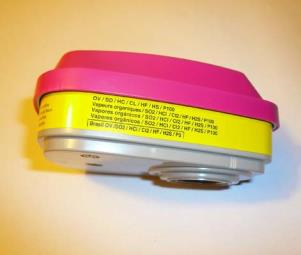 OV / SD / HC / CL / HF / HS / P100
Vapeurs organiques / SO2 / HCl / Cl2 / HF / H2S / P100
Vapores orgánicos / SO2 / HCl / Cl2 / HF / H2S / P100
Vapores orgânicos / SO2 / HCl / Cl2 / HF / H2S / P100
Brasil OV /SO2 / HCl / Cl2 / HF / H2S / P3